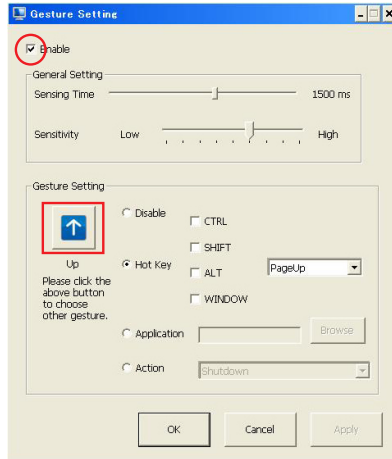 Gesture Setting
Enable
General Setting
Sensing Time 1500 ms
Sensitivity Low High
Gesture Setting
Disable
CTRL
SHIFT
Up Hot Key ALT PageUp
Please click the
above button
to choose
other gesture.
WINDOW
Application Browse
Action Shutdown
OK Cancel Apply